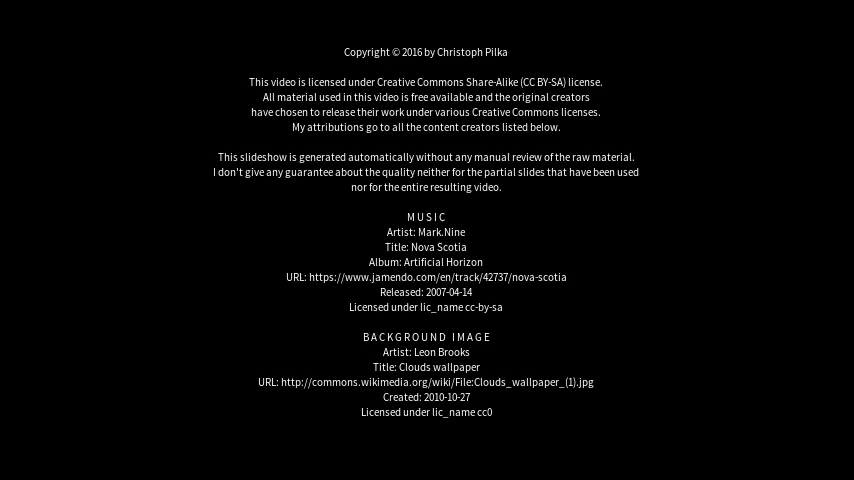 Copyright © 2016 by Christoph Pilka
This video is licensed under Creative Commons Share-Alike (CC BY-SA) license.
All material used in this video is free available and the original creators
have chosen to release their work under various Creative Commons licenses.
My attributions go to all the content creators listed below.
This slideshow is generated automatically without any manual review of the raw material.
I don't give any guarantee about the quality neither for the partial slides that have been used
nor for the entire resulting video.
MUSIC
Artist: Mark.Nine
Title: Nova Scotia
Album: Artificial Horizon
URL: https://www.jamendo.com/en/track/42737/nova-scotia
Released: 2007-04-14
Licensed under lic_name cc-by-sa
BACKGROUND IMAGE
Artist: Leon Brooks
Title: Clouds wallpaper
URL: http://commons.wikimedia.org/wiki/File:Clouds_wallpaper_(1).jpg
Created: 2010-10-27
Licensed under lic_name cc0